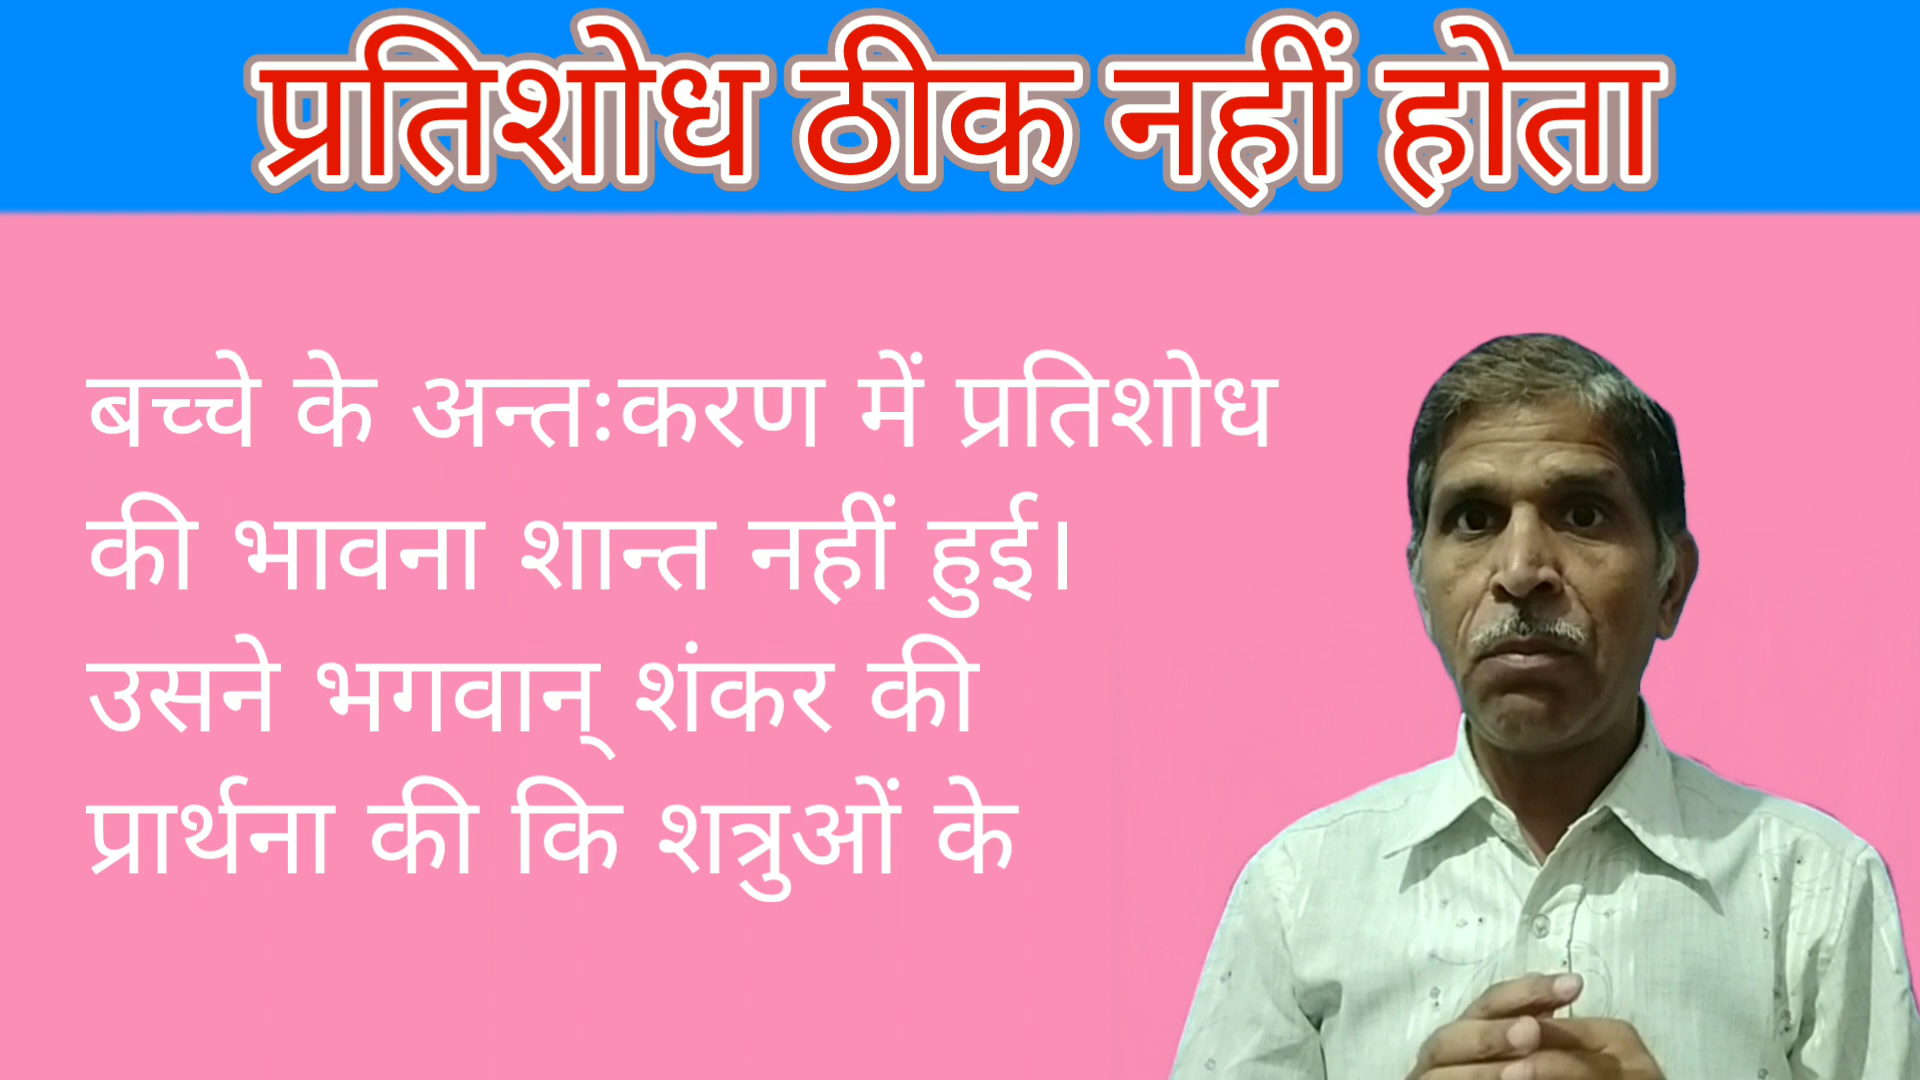 प्रतिशोध ठीक नहीं होता
बच्चे के अन्तःकरण में प्रतिशोध
की भावना शान्त नहीं हुई।
उसने भगवान् शंकर की
प्रार्थना की कि शत्रुओं के